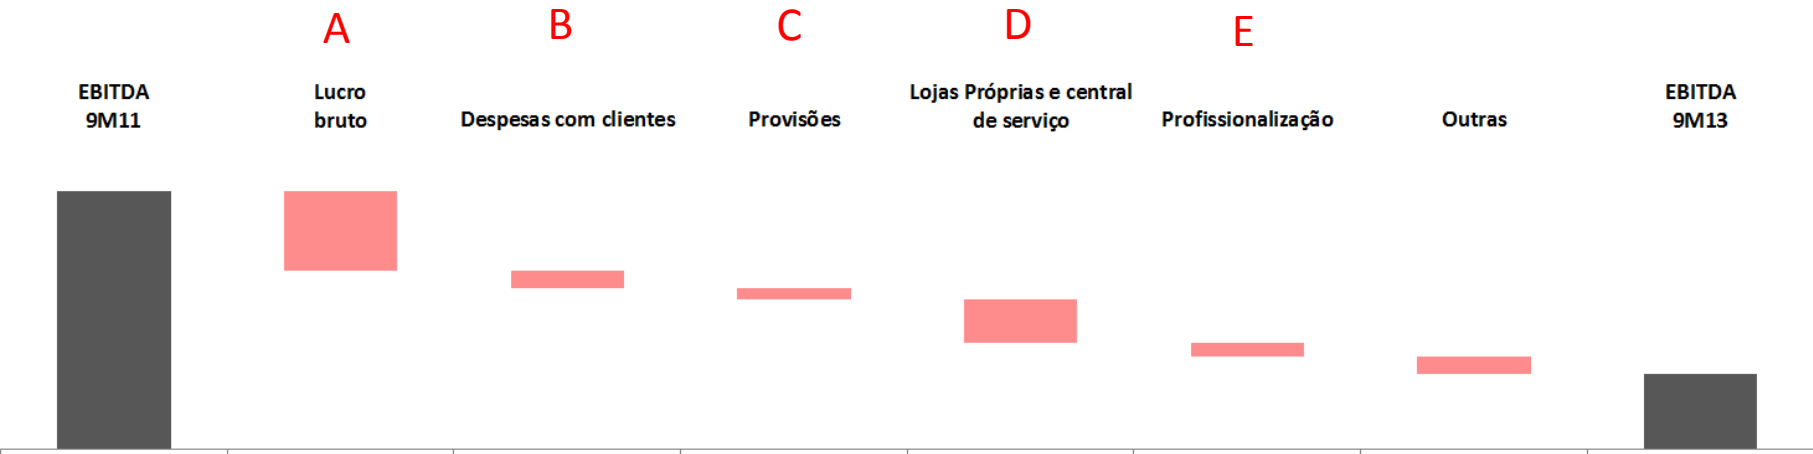 A
B
C
D
E
EBITDA
9M11
Lucro
bruto
Despesas com clientes
Provisões
Lojas Próprias e central
de serviço
Profissionalização
Outras
EBITDA
9M13